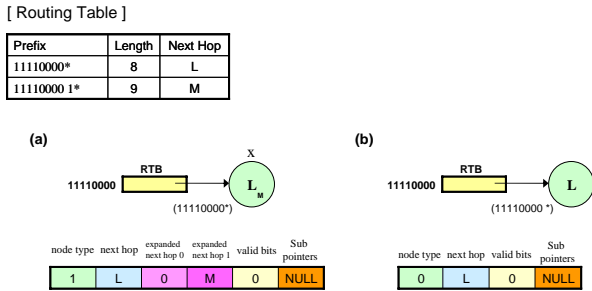 [ Routing Table ]
Prefix Length Next Hop
11110000* 8 L
11110000 1* 9 M
(a) (b)
X
RTB RTB
11110000 L M 11110000 L
(11110000*) (11110000 *)
node type next hop expanded next hop 0 expanded next hop 1 valid bits Sub pointers
1 L 0 M 0 NULL
node type next hop valid bits Sub pointers
0 L 0 NULL